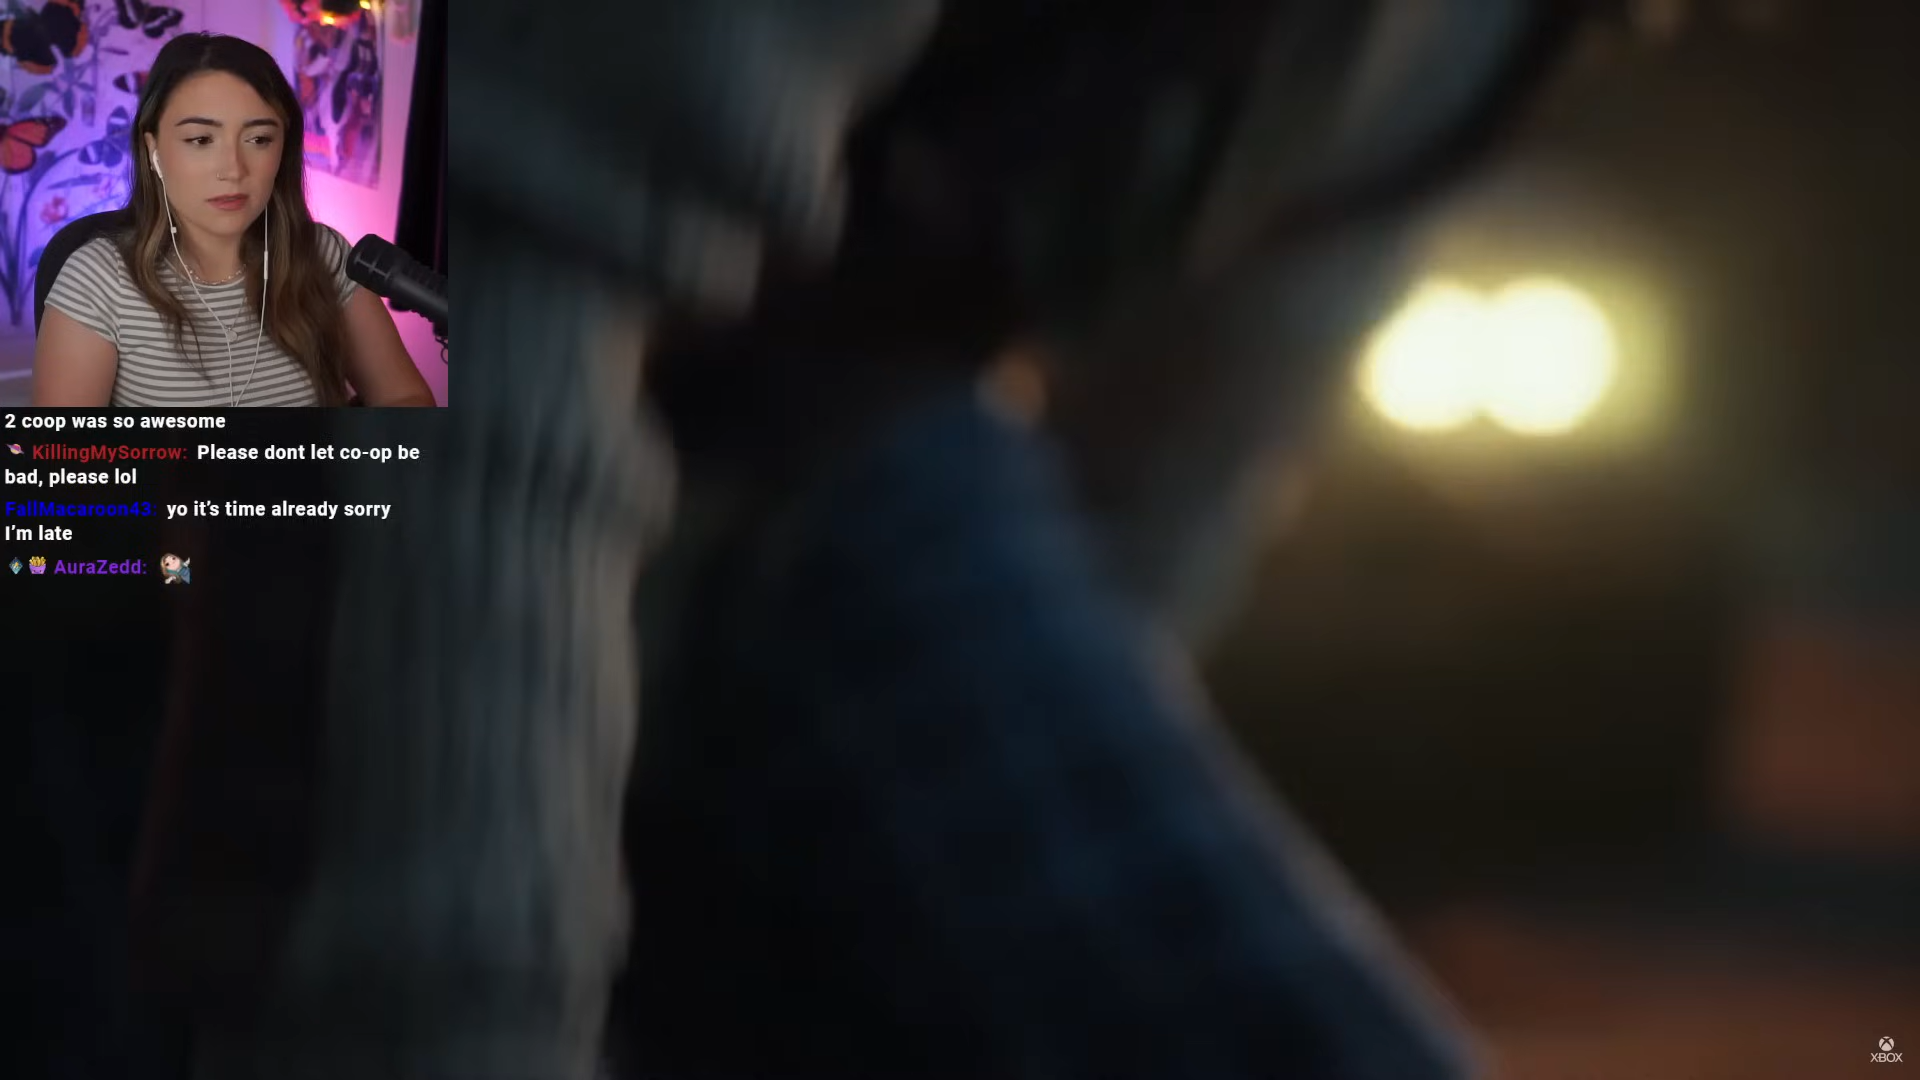 2 coop was so awesome
KillingMySorrow: Please dont let co-op be
bad, please lol
FallMacaroon43: yo it’s time already sorry
I’m late
AuraZedd:
XBOX